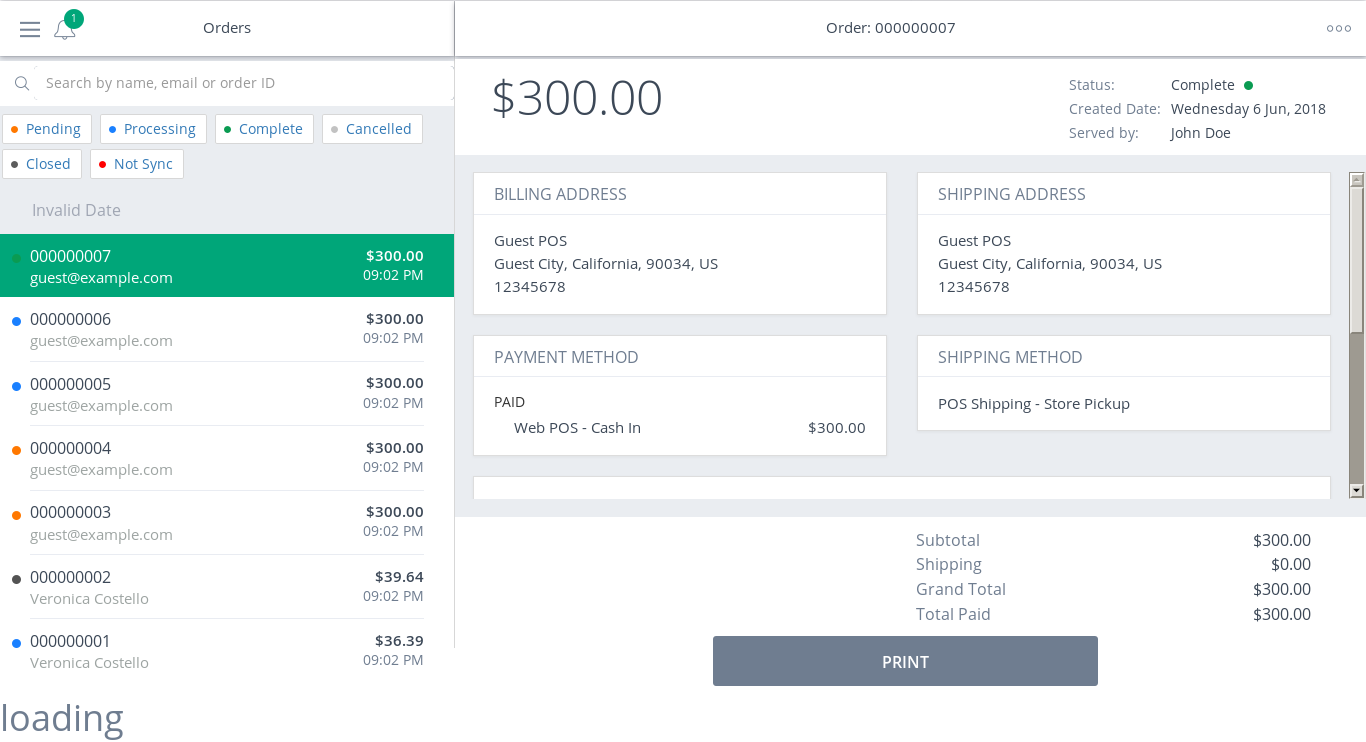 1
Orders
Order: 000000007
Search by name, email or order ID
Pending
Processing
Complete
Cancelled
Closed
Not Sync
Invalid Date
000000007 $300.00
guest@example.com 09:02 PM
000000006 $300.00
guest@example.com 09:02 PM
000000005 $300.00
guest@example.com 09:02 PM
000000004 $300.00
guest@example.com 09:02 PM
000000003 $300.00
guest@example.com 09:02 PM
000000002 $39.64
Veronica Costello 09:02 PM
000000001 $36.39
Veronica Costello 09:02 PM
loading
$300.00
Status: Complete
Created Date: Wednesday 6 Jun, 2018
Served by: John Doe
BILLING ADDRESS
Guest POS
Guest City, California, 90034, US
12345678
SHIPPING ADDRESS
Guest POS
Guest City, California, 90034, US
12345678
PAYMENT METHOD
PAID
Web POS - Cash In $300.00
SHIPPING METHOD
POS Shipping - Store Pickup
Subtotal $300.00
Shipping $0.00
Grand Total $300.00
Total Paid $300.00
PRINT